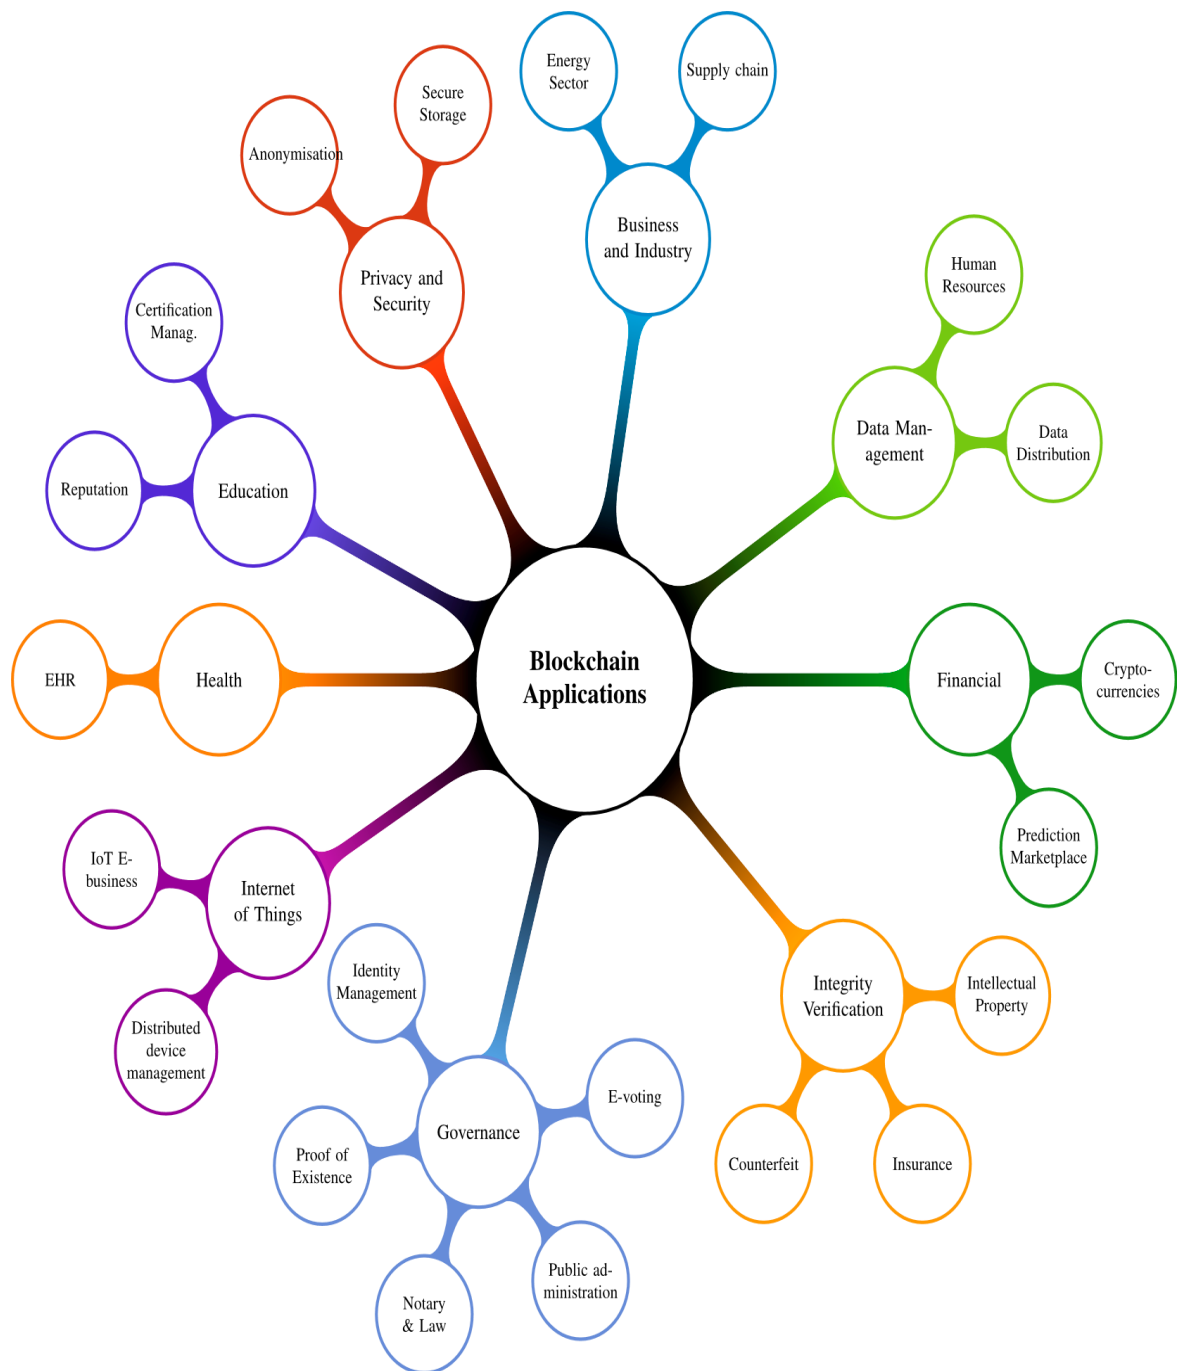 Blockchain
Applications
Business
and Industry
Energy
Sector
Supply chain
Data Man-
agement
Human
Resources
Data
Distribution
Financial
Crypto-
currencies
Prediction
Marketplace
Integrity
Verification
Intellectual
Property
Insurance
Counterfeit
Governance
E-voting
Public ad-
ministration
Notary
& Law
Proof of
Existence
Identity
Management
Internet
of Things
Distributed
device
management
IoT E-
business
Health
EHR
Education
Reputation
Certification
Manag.
Privacy and
Security
Anonymisation
Secure
Storage